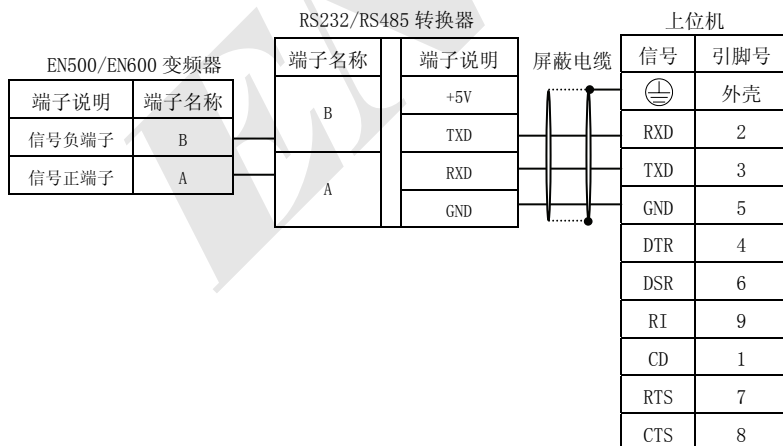 RS232/RS485 转换器
上位机
EN500/EN600 变频器
端子名称 端子说明
屏蔽电缆
信号 引脚号
端子说明 端子名称
B
+5V
外壳
信号负端子 B
TXD
RXD 2
信号正端子 A
A
RXD
TXD 3
GND
GND 5
DTR 4
DSR 6
RI 9
CD 1
RTS 7
CTS 8